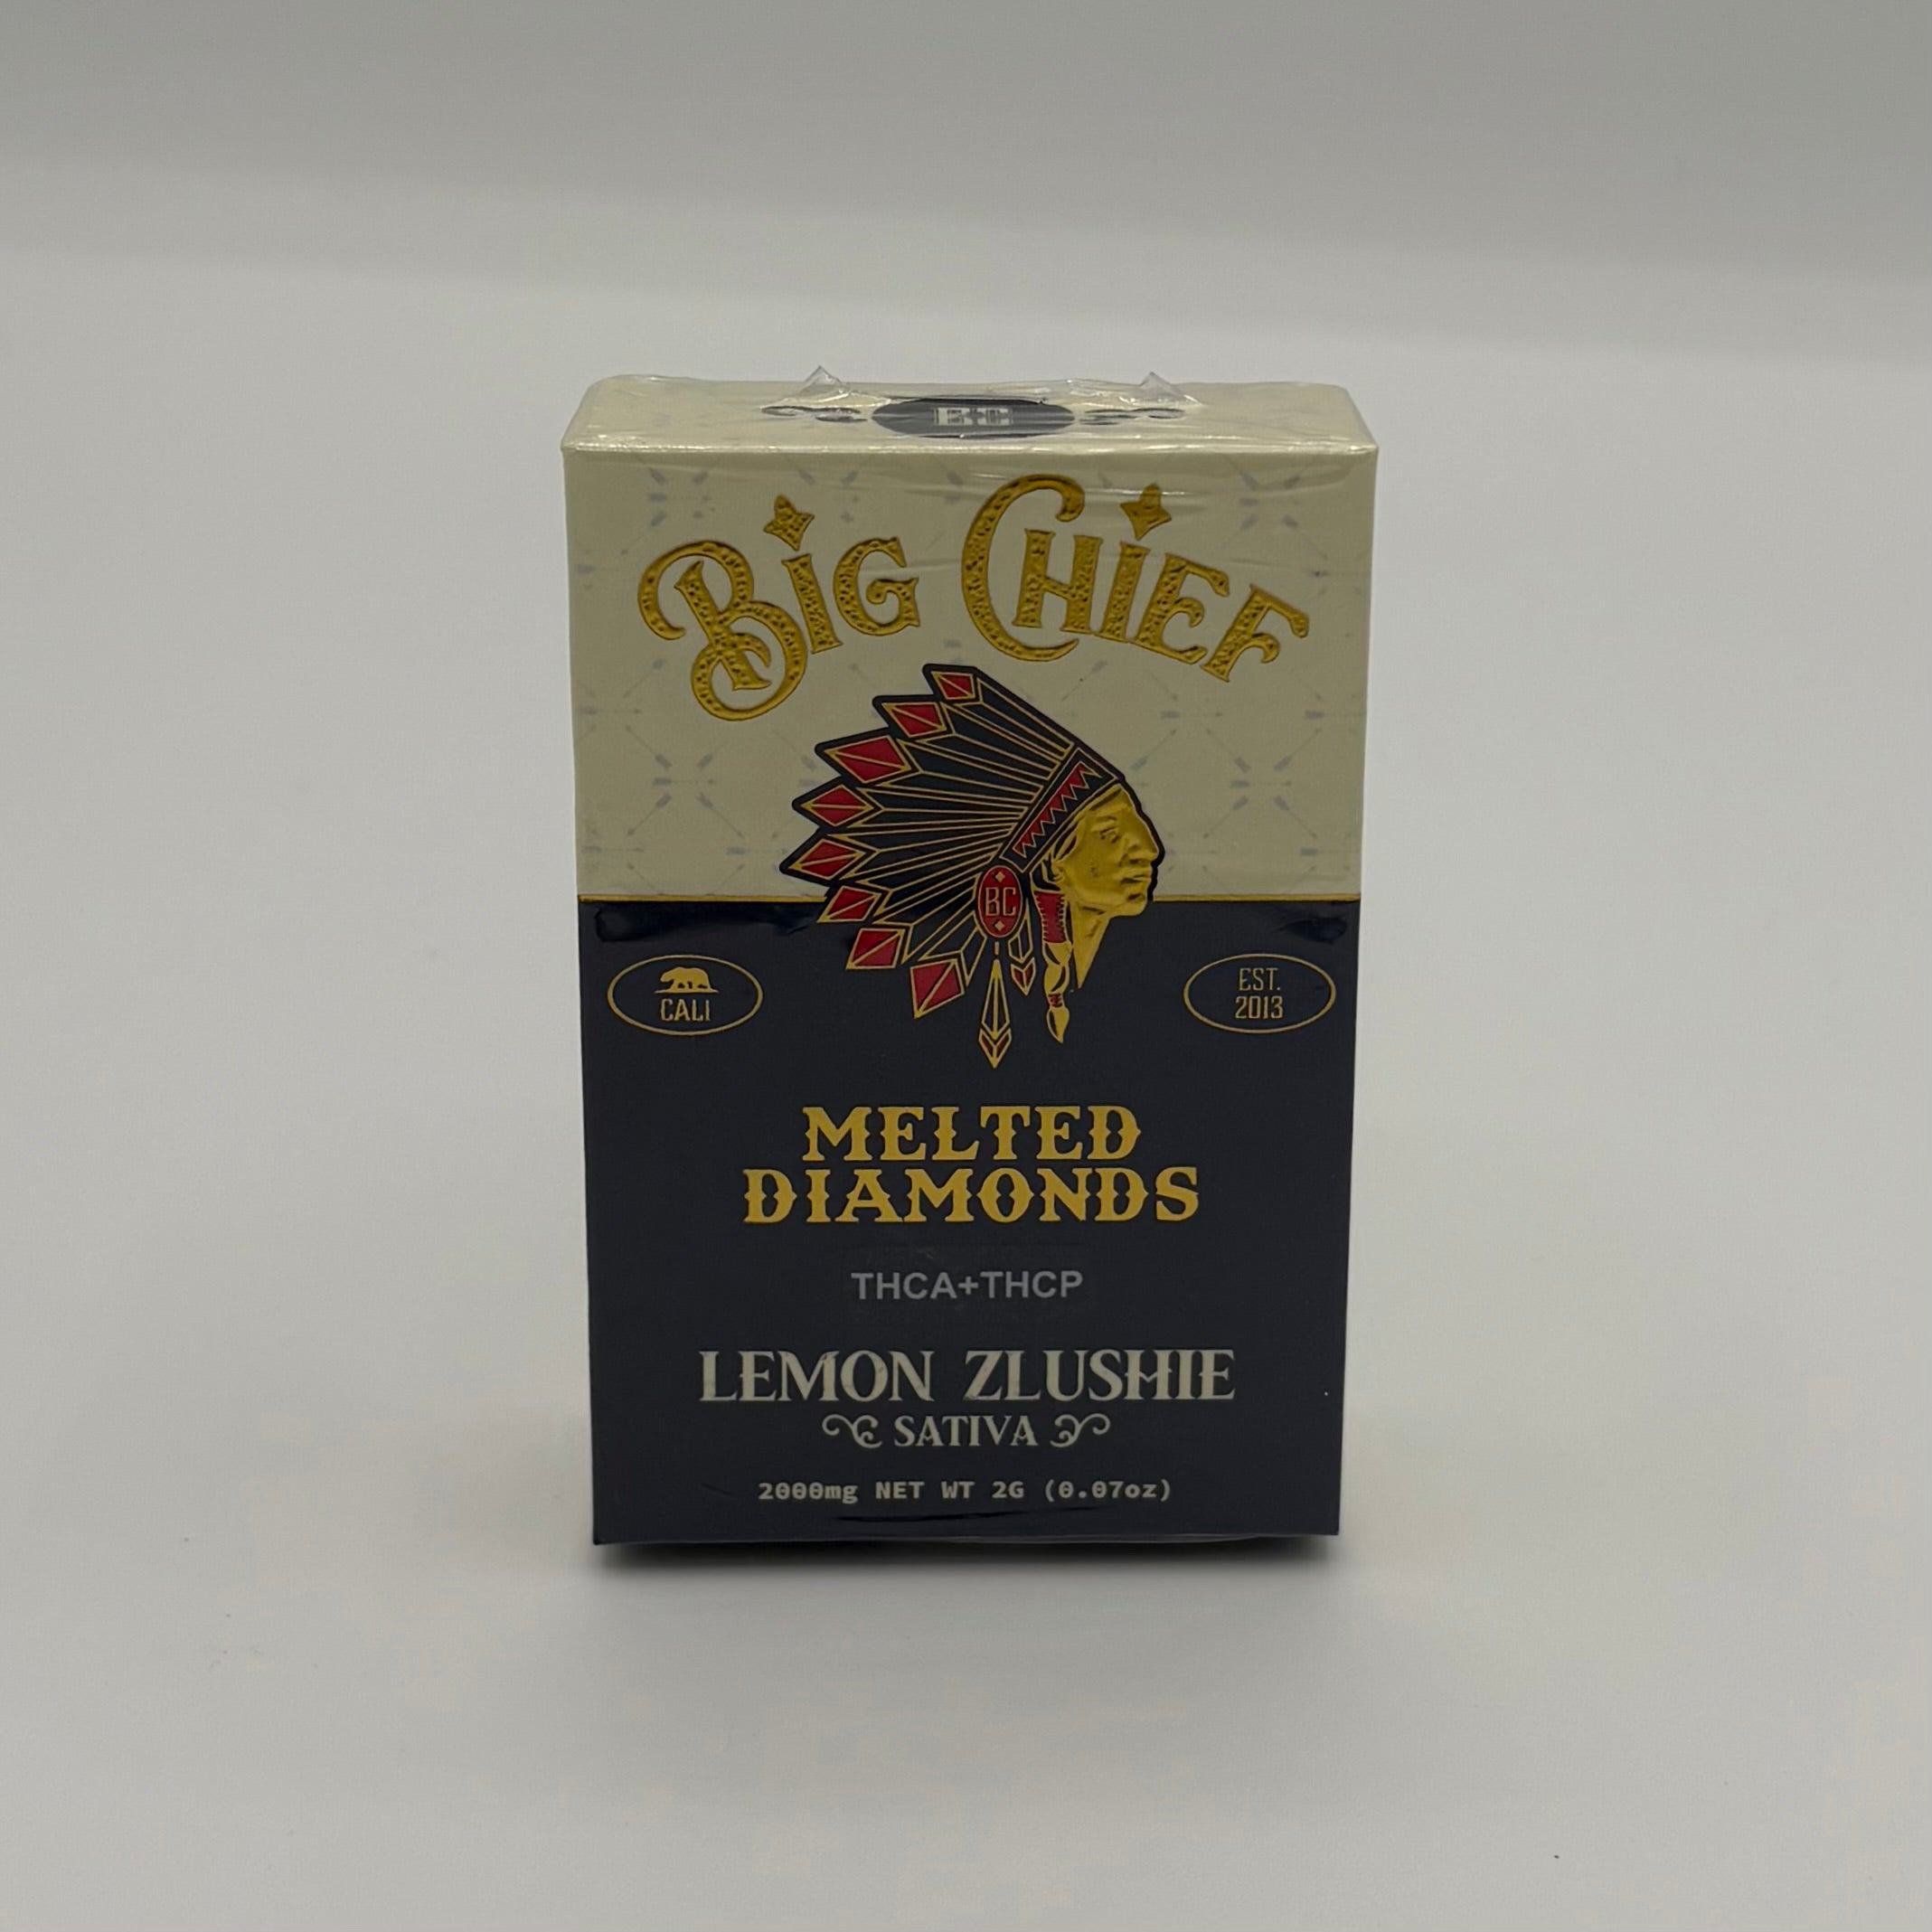 BIG CHIEF
BC
CALI
EST.
2013
MELTED
DIAMONDS
THCA+THCP
LEMON ZLUSHIE
SATIVA
2000mg NET WT 2G (0.07oz)